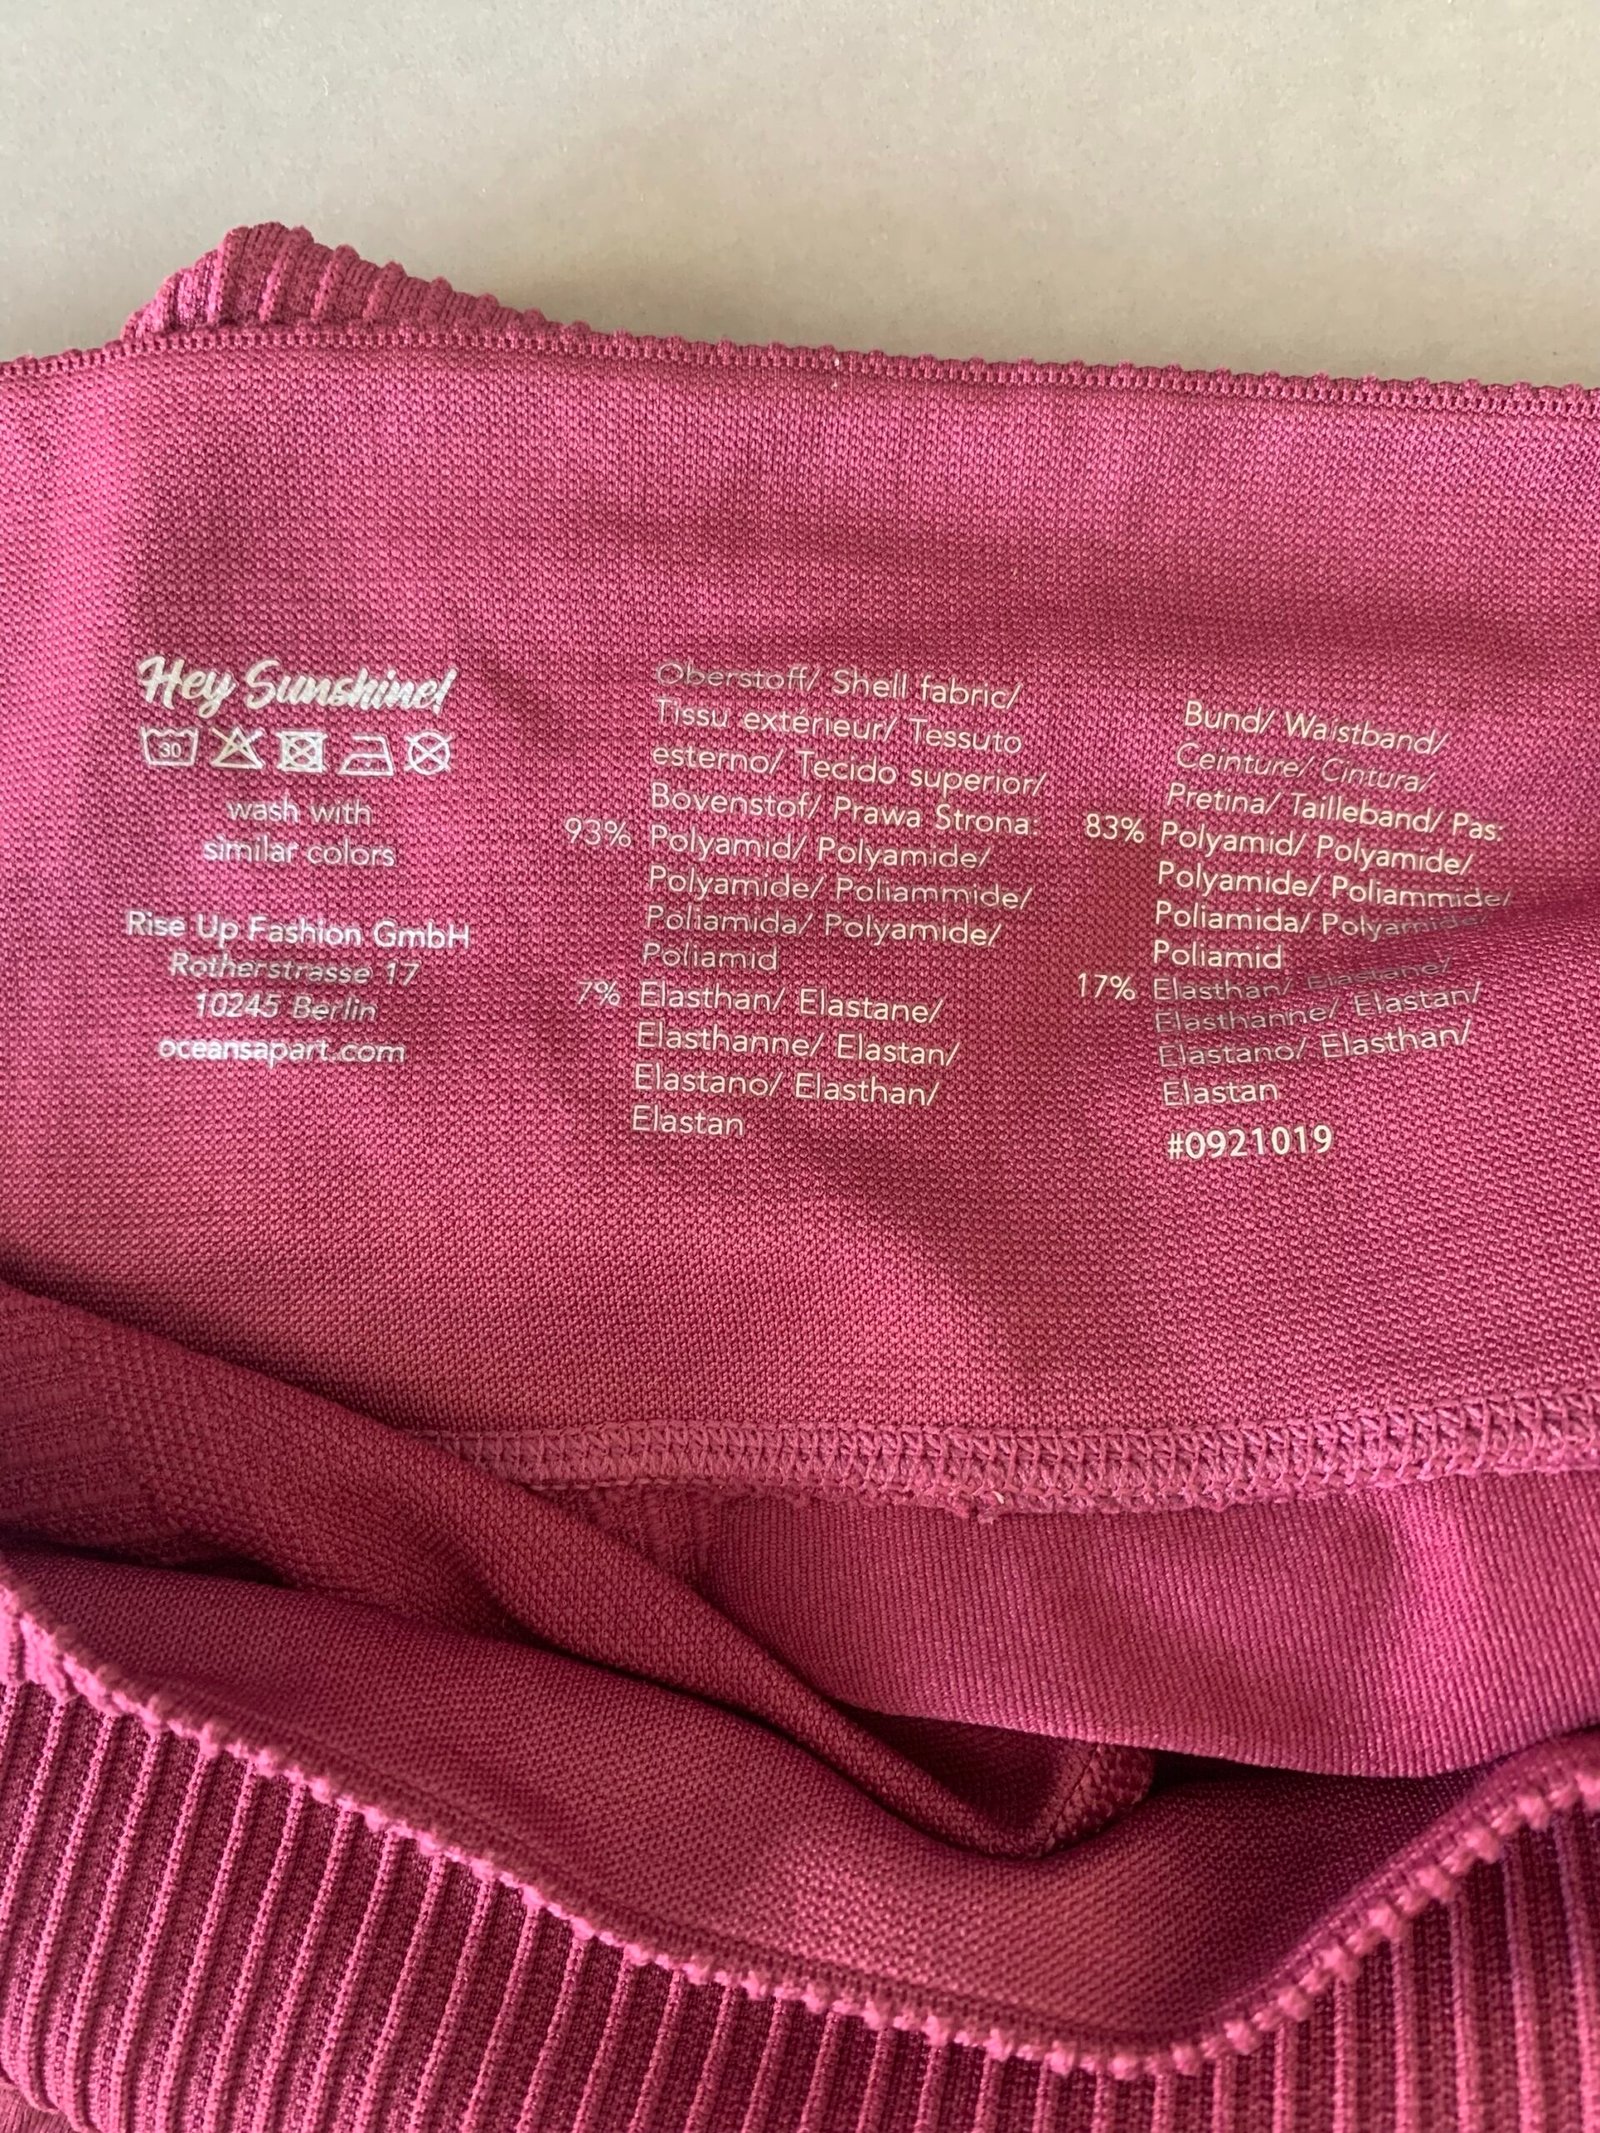 Hey Sunshine!
30
wash with
similar colors
Rise Up Fashion GmbH
Rotherstrasse 17
10245 Berlin
oceansapart.com
Oberstoff/ Shell fabric/
Tissu extérieur/ Tessuto
esterno/ Tecido superior/
Bovenstof/ Prawa Strona:
93% Polyamid/ Polyamide/
Polyamide/ Poliammide/
Poliamida/ Polyamide/
Poliamid
7% Elasthan/ Elastane/
Elasthanne/ Elastan/
Elastano/ Elasthan/
Elastan
Bund/ Waistband/
Ceinture/ Cintura/
Pretina/ Tailleband/ Pas:
83% Polyamid/ Polyamide/
Polyamide/ Poliammide/
Poliamida/ Polyamide/
Poliamid
17% Elasthan/ Elastane/
Elasthanne/ Elastan/
Elastano/ Elasthan/
Elastan
#0921019